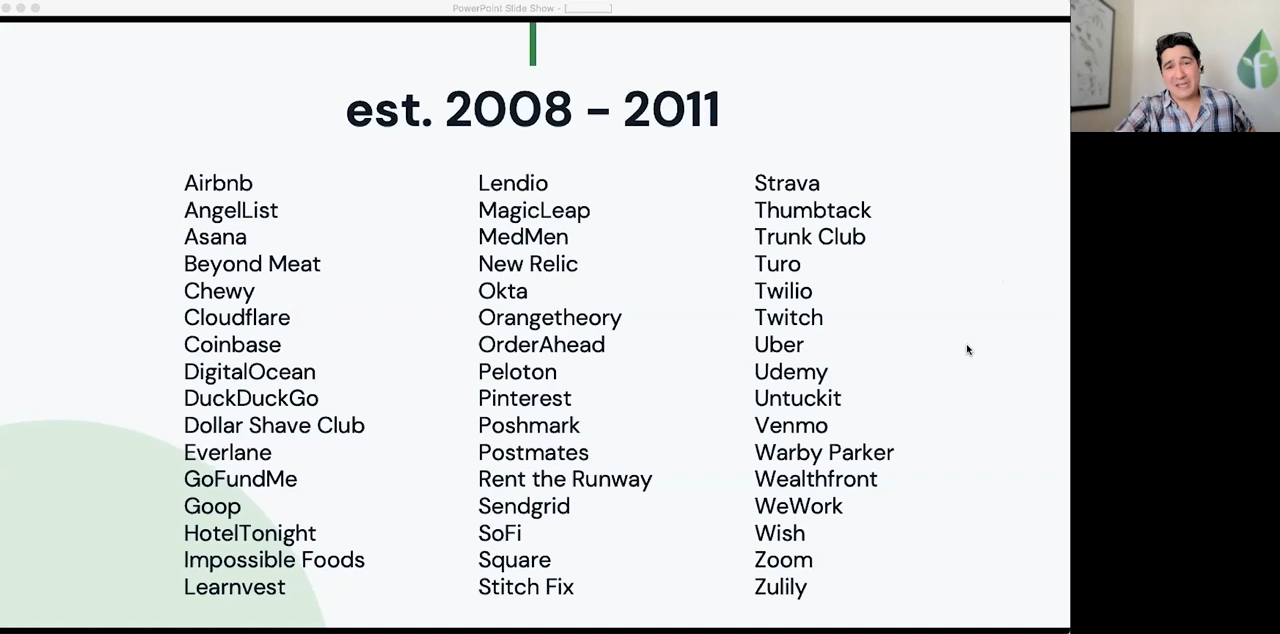 PowerPoint Slide Show - [     ]
est. 2008 – 2011
Airbnb
AngelList
Asana
Beyond Meat
Chewy
Cloudflare
Coinbase
DigitalOcean
DuckDuckGo
Dollar Shave Club
Everlane
GoFundMe
Goop
HotelTonight
Impossible Foods
Learnvest
Lendio
MagicLeap
MedMen
New Relic
Okta
Orangetheory
OrderAhead
Peloton
Pinterest
Poshmark
Postmates
Rent the Runway
Sendgrid
SoFi
Square
Stitch Fix
Strava
Thumbtack
Trunk Club
Turo
Twilio
Twitch
Uber
Udemy
Untuckit
Venmo
Warby Parker
Wealthfront
WeWork
Wish
Zoom
Zulily
f